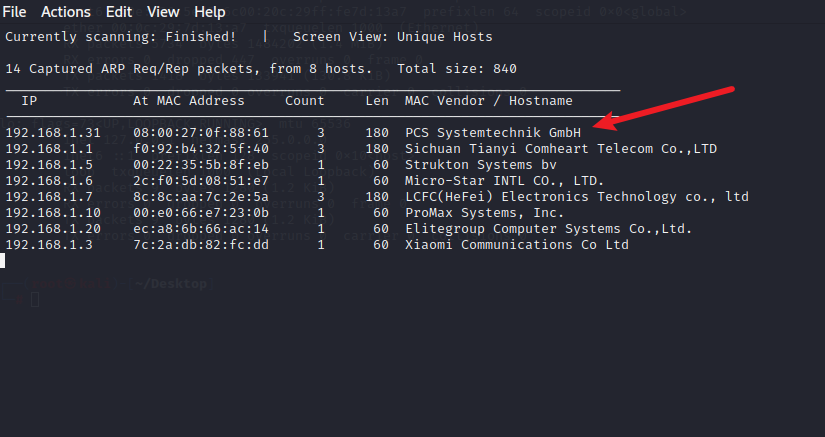 File Actions Edit View Help
Currently scanning: Finished! | Screen View: Unique Hosts
14 Captured ARP Req/Rep packets, from 8 hosts. Total size: 840
IP At MAC Address Count Len MAC Vendor / Hostname
192.168.1.31 08:00:27:0f:88:61 3 180 PCS Systemtechnik GmbH
192.168.1.1 f0:92:b4:32:5f:40 3 180 Sichuan Tianyi Comheart Telecom Co.,LTD
192.168.1.5 00:22:35:5b:8f:eb 1 60 Strukton Systems bv
192.168.1.6 2c:f0:5d:08:51:e7 1 60 Micro-Star INTL CO., LTD.
192.168.1.7 8c:8c:aa:7c:2e:5a 3 180 LCFC(HeFei) Electronics Technology co., ltd
192.168.1.10 00:e0:66:e7:23:0b 1 60 ProMax Systems, Inc.
192.168.1.20 ec:a8:6b:66:ac:14 1 60 Elitegroup Computer Systems Co.,Ltd.
192.168.1.3 7c:2a:db:82:fc:dd 1 60 Xiaomi Communications Co Ltd
~/Desktop